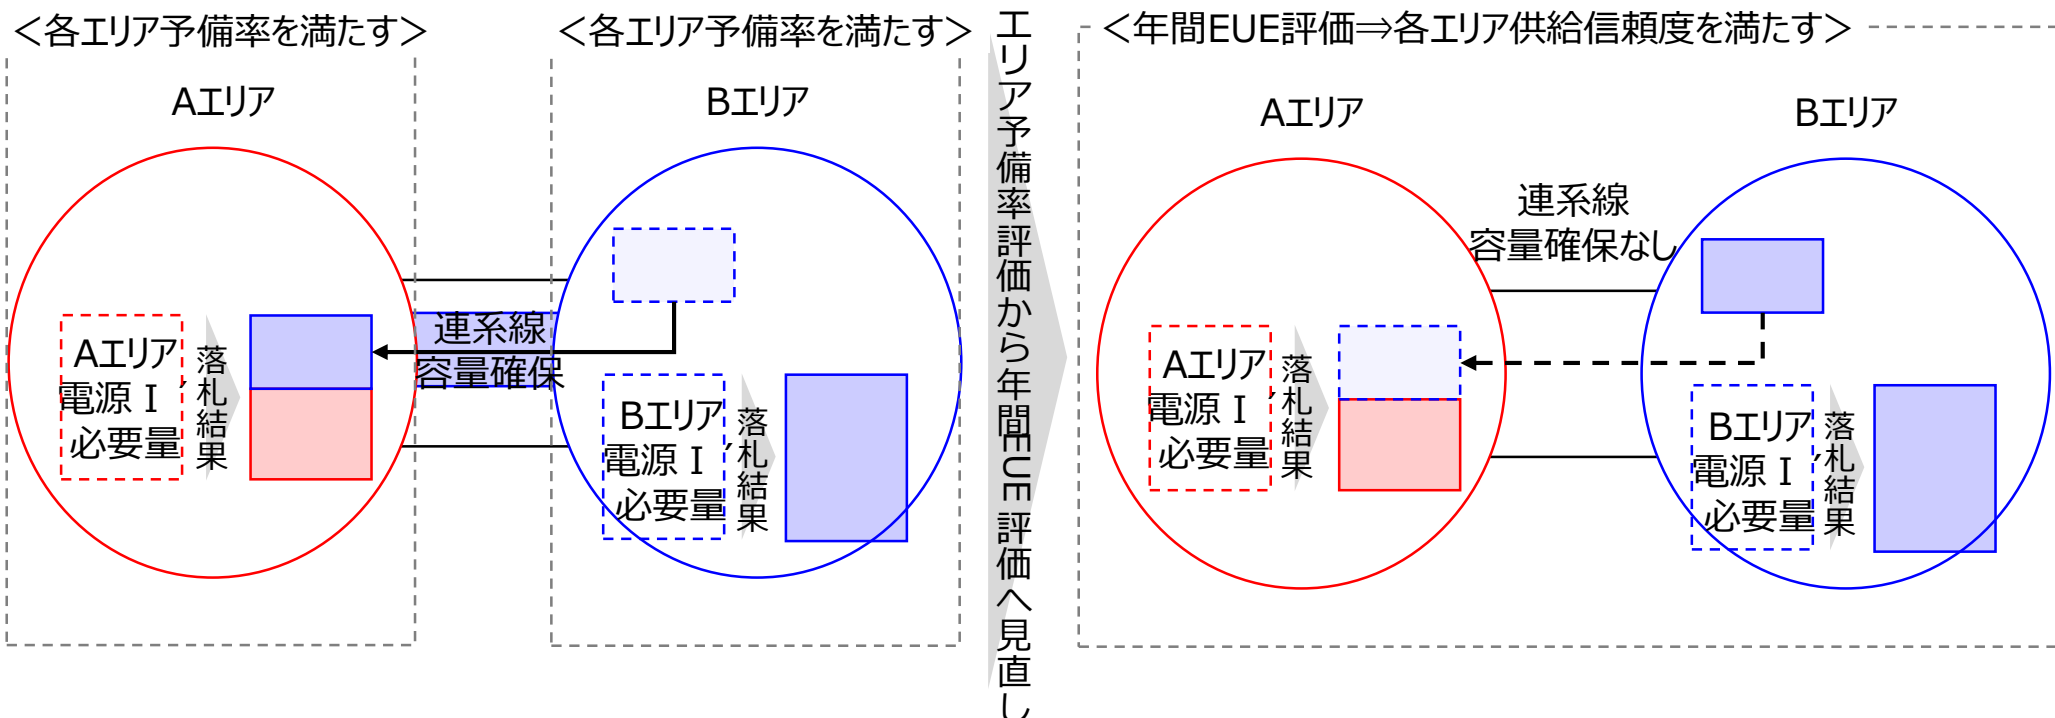 ＜各エリア予備率を満たす＞
Aエリア
連系線
容量確保
Aエリア
電源Ⅰ´
必要量
落札結果
＜各エリア予備率を満たす＞
Bエリア
Bエリア
電源Ⅰ´
必要量
落札結果
エリア予備率評価から年間EUE評価へ見直し
＜年間EUE評価⇒各エリア供給信頼度を満たす＞
Aエリア
Bエリア
連系線
容量確保なし
Aエリア
電源Ⅰ´
必要量
落札結果
Bエリア
電源Ⅰ´
必要量
落札結果